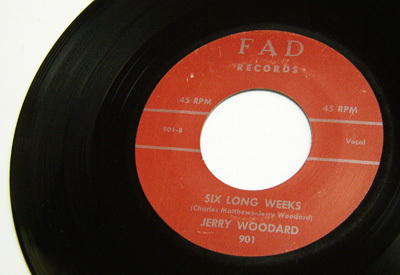 FAD
RECORDS
45 RPM
45 RPM
901-B
Vocal
SIX LONG WEEKS
(Charles Matthews-Jerry Woodard)
JERRY WOODARD
901